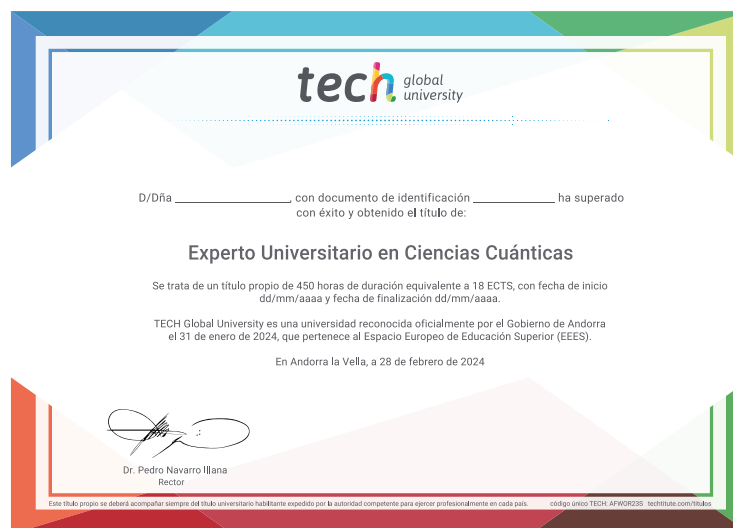 tech global
university
D/Dña ____________________, con documento de identificación ______________ ha superado
con éxito y obtenido el título de:
Experto Universitario en Ciencias Cuánticas
Se trata de un título propio de 450 horas de duración equivalente a 18 ECTS, con fecha de inicio
dd/mm/aaaa y fecha de finalización dd/mm/aaaa.
TECH Global University es una universidad reconocida oficialmente por el Gobierno de Andorra
el 31 de enero de 2024, que pertenece al Espacio Europeo de Educación Superior (EEES).
En Andorra la Vella, a 28 de febrero de 2024
Dr. Pedro Navarro Illana
Rector
Este título propio se deberá acompañar siempre del título universitario habilitante expedido por la autoridad competente para ejercer profesionalmente en cada país. código único TECH: AFWOR23S techtitute.com/titulos